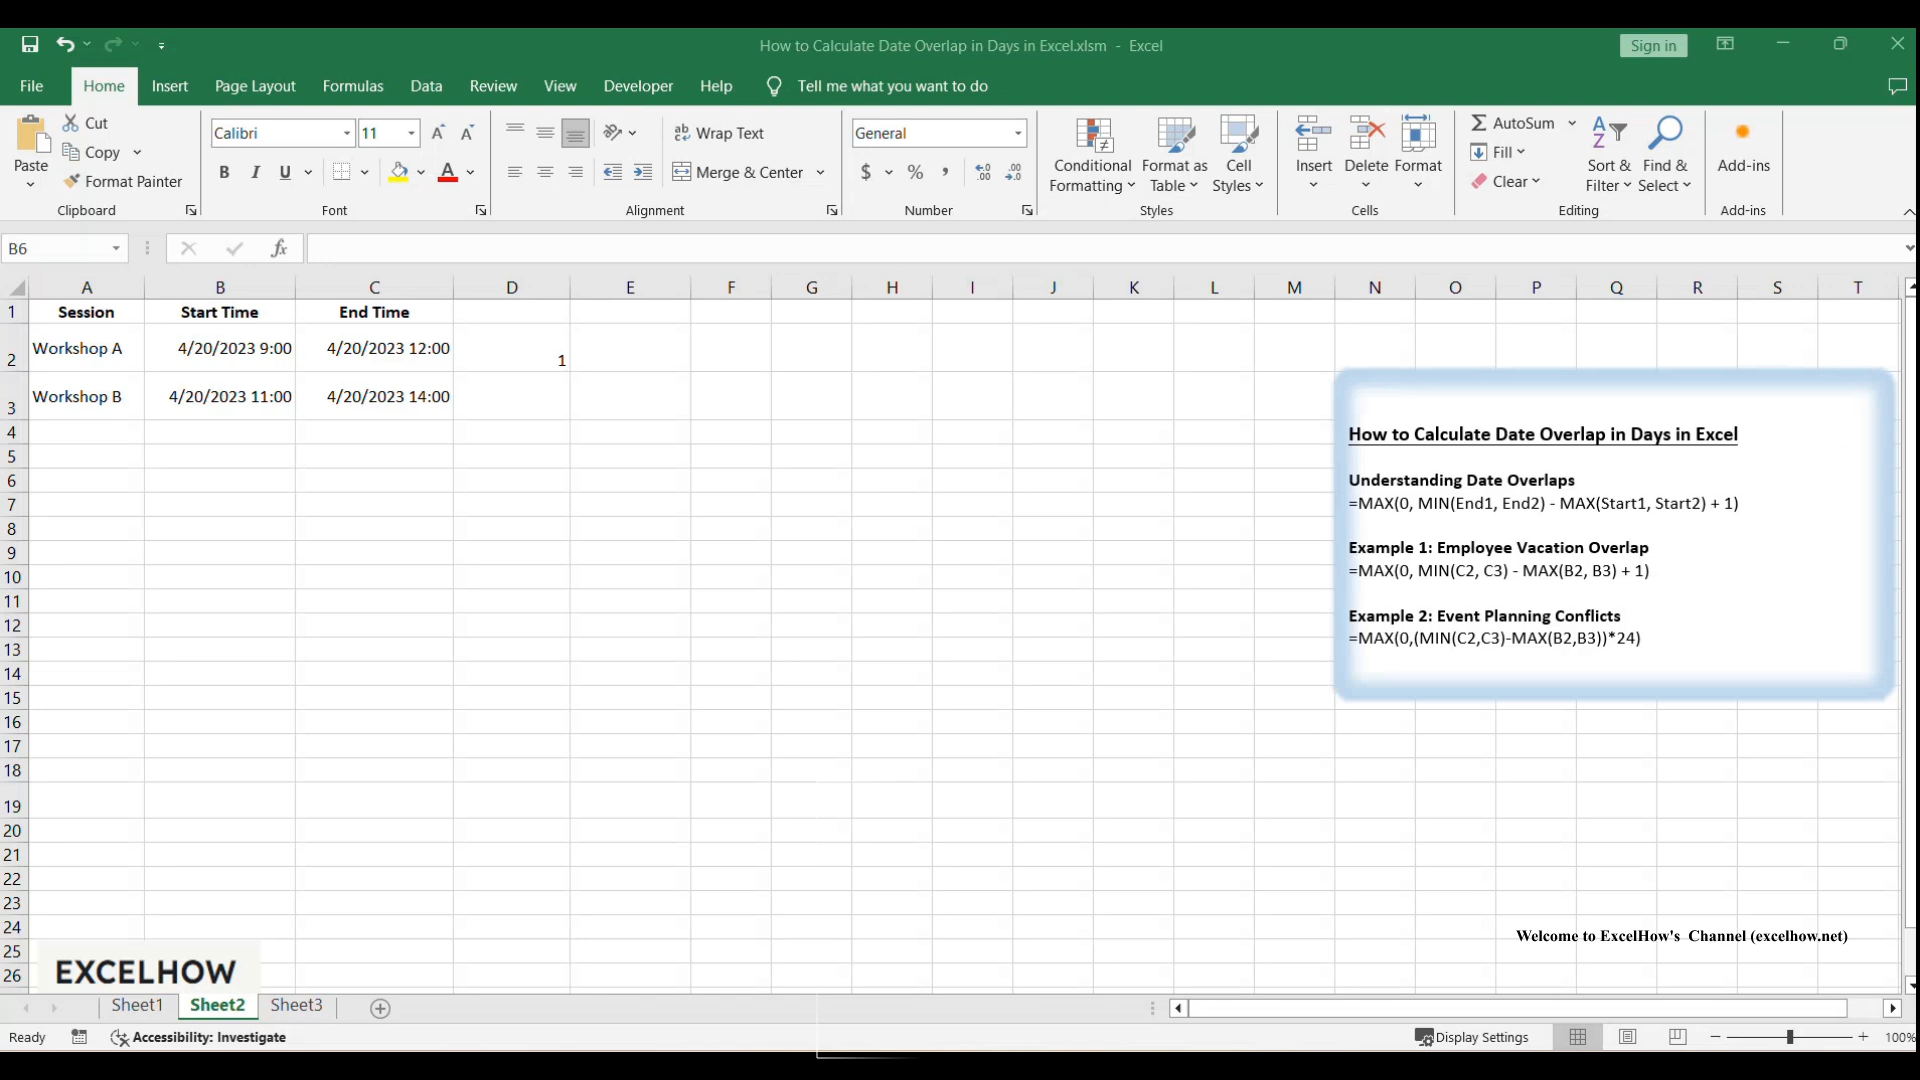 How to Calculate Date Overlap in Days in Excel.xlsm - Excel
Sign in
File Home Insert Page Layout Formulas Data Review View Developer Help Tell me what you want to do
Paste
Cut
Copy
Format Painter
Clipboard
Calibri 11
B I U
Font
Wrap Text
Merge & Center
Alignment
General
$ % ,
Number
Conditional Formatting
Format as Table
Cell Styles
Styles
Insert
Delete
Format
Cells
AutoSum
Fill
Clear
Sort & Filter
Find & Select
Editing
Add-ins
Add-ins
B6 fx
A B C D E F G H I J K L M N O P Q R S T
1 Session Start Time End Time
2 Workshop A 4/20/2023 9:00 4/20/2023 12:00 1
3 Workshop B 4/20/2023 11:00 4/20/2023 14:00
4
5
6
7
8
9
10
11
12
13
14
15
16
17
18
19
20
21
22
23
24
25
26
How to Calculate Date Overlap in Days in Excel
Understanding Date Overlaps
=MAX(0, MIN(End1, End2) - MAX(Start1, Start2) + 1)
Example 1: Employee Vacation Overlap
=MAX(0, MIN(C2, C3) - MAX(B2, B3) + 1)
Example 2: Event Planning Conflicts
=MAX(0,(MIN(C2,C3)-MAX(B2,B3))*24)
Welcome to ExcelHow's Channel (excelhow.net)
EXCELHOW
Sheet1 Sheet2 Sheet3
Ready Accessibility: Investigate Display Settings 100%